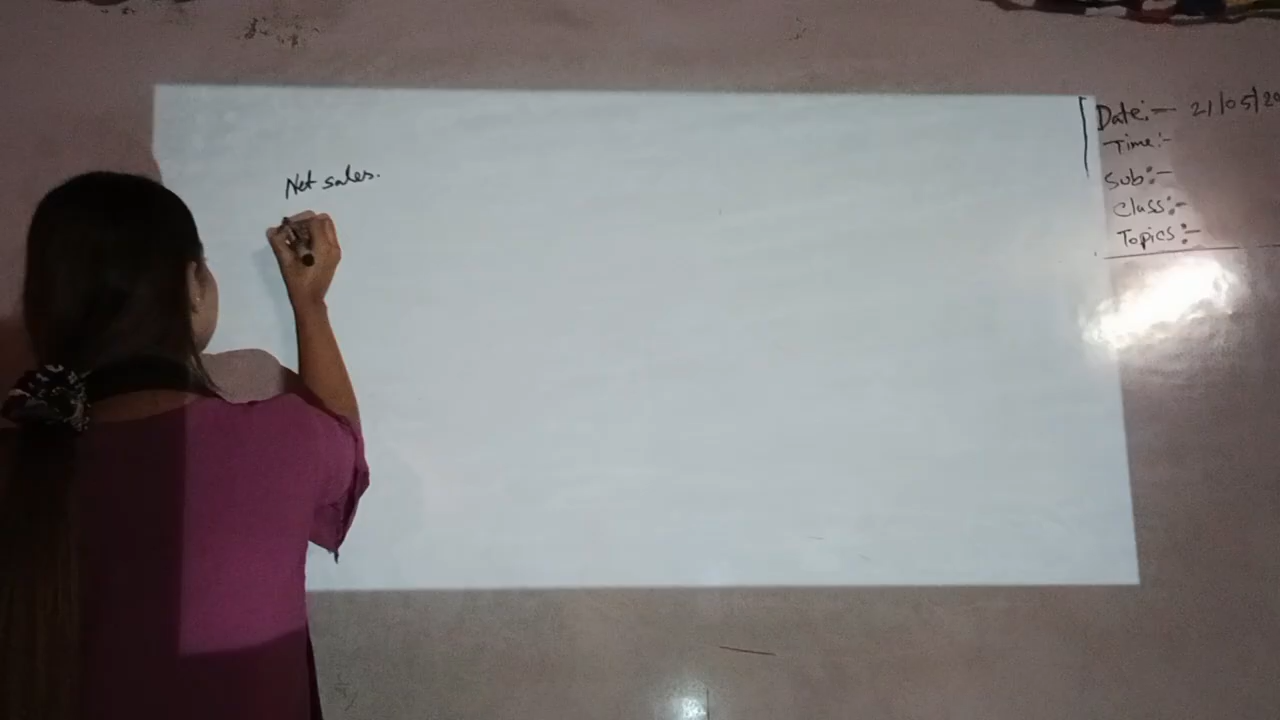 Net sales.
Date:- 21/05/20
Time:-
Sub:-
Class:-
Topics:-